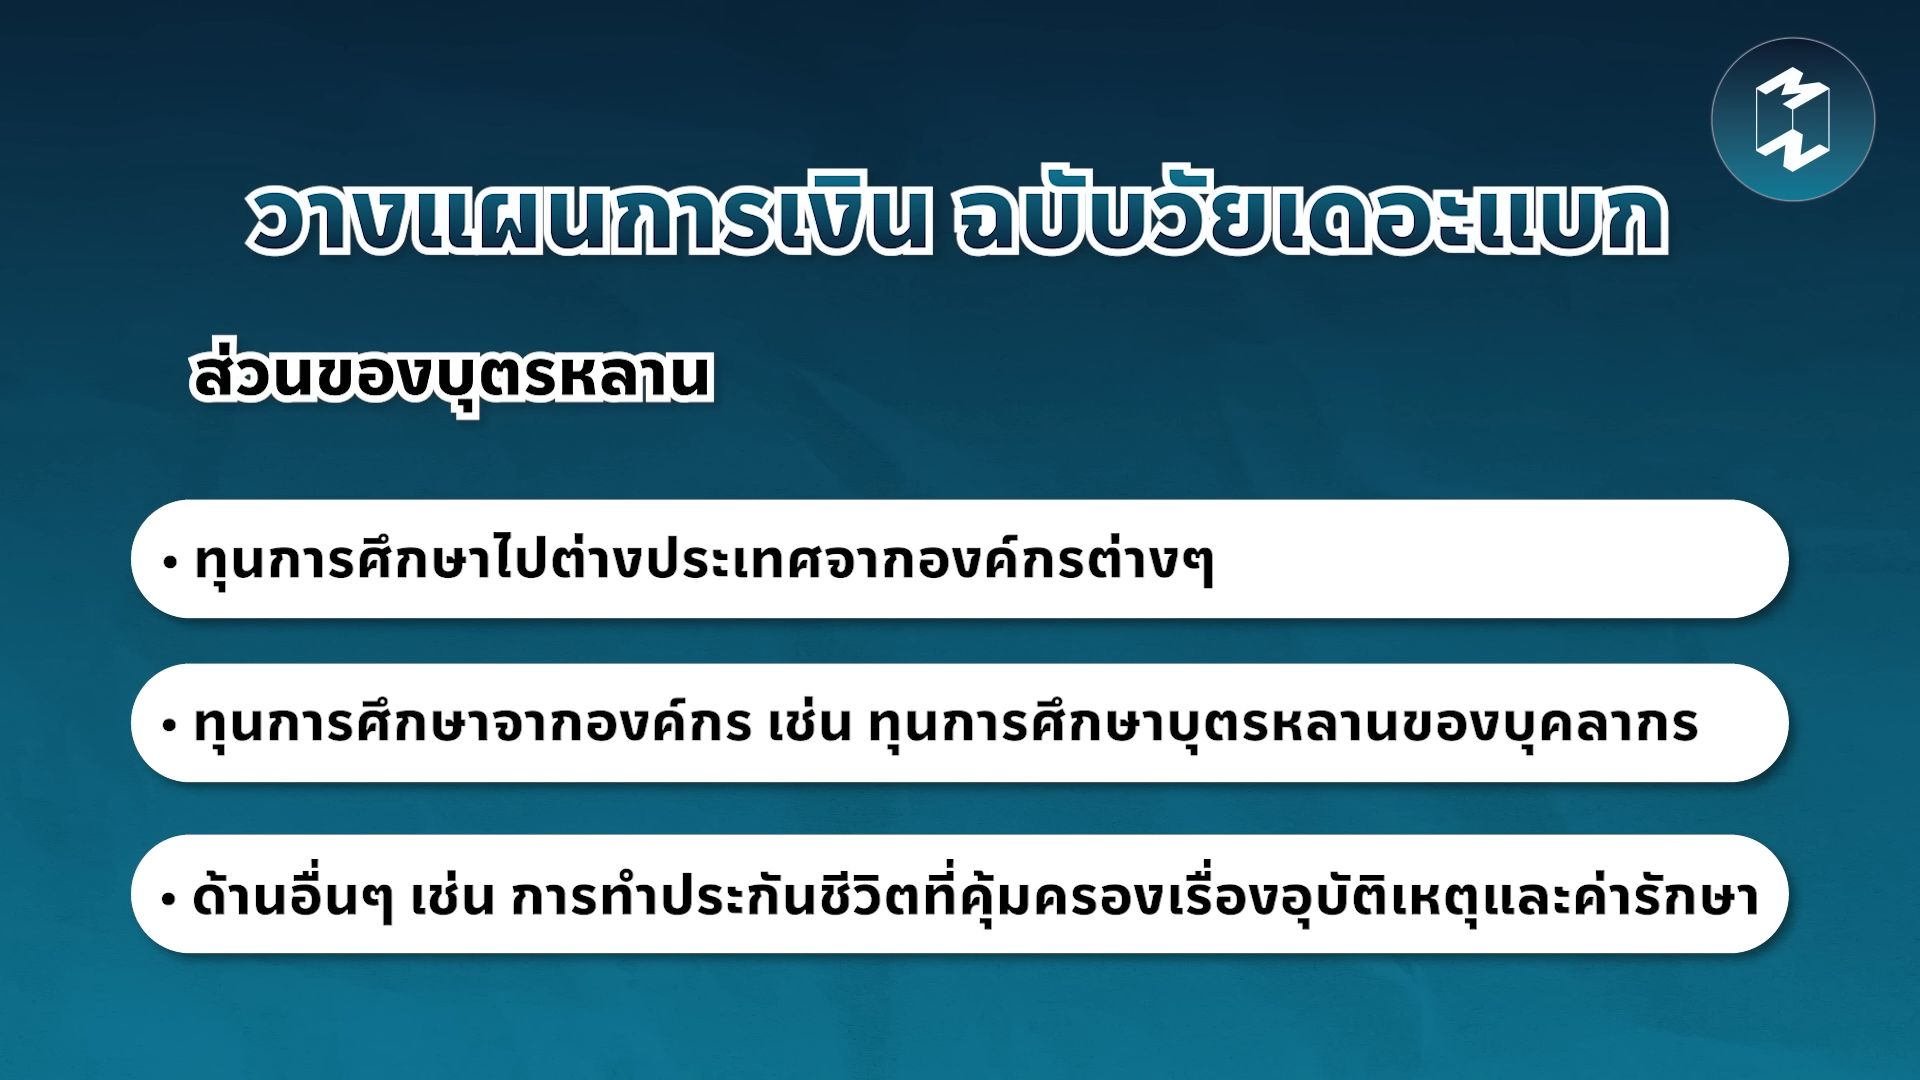 วางแผนการเงิน ฉบับวัยเดอะแบก
ส่วนของบุตรหลาน
• ทุนการศึกษาไปต่างประเทศจากองค์กรต่างๆ
• ทุนการศึกษาจากองค์กร เช่น ทุนการศึกษาบุตรหลานของบุคลากร
• ด้านอื่นๆ เช่น การทำประกันชีวิตที่คุ้มครองเรื่องอุบัติเหตุและค่ารักษา